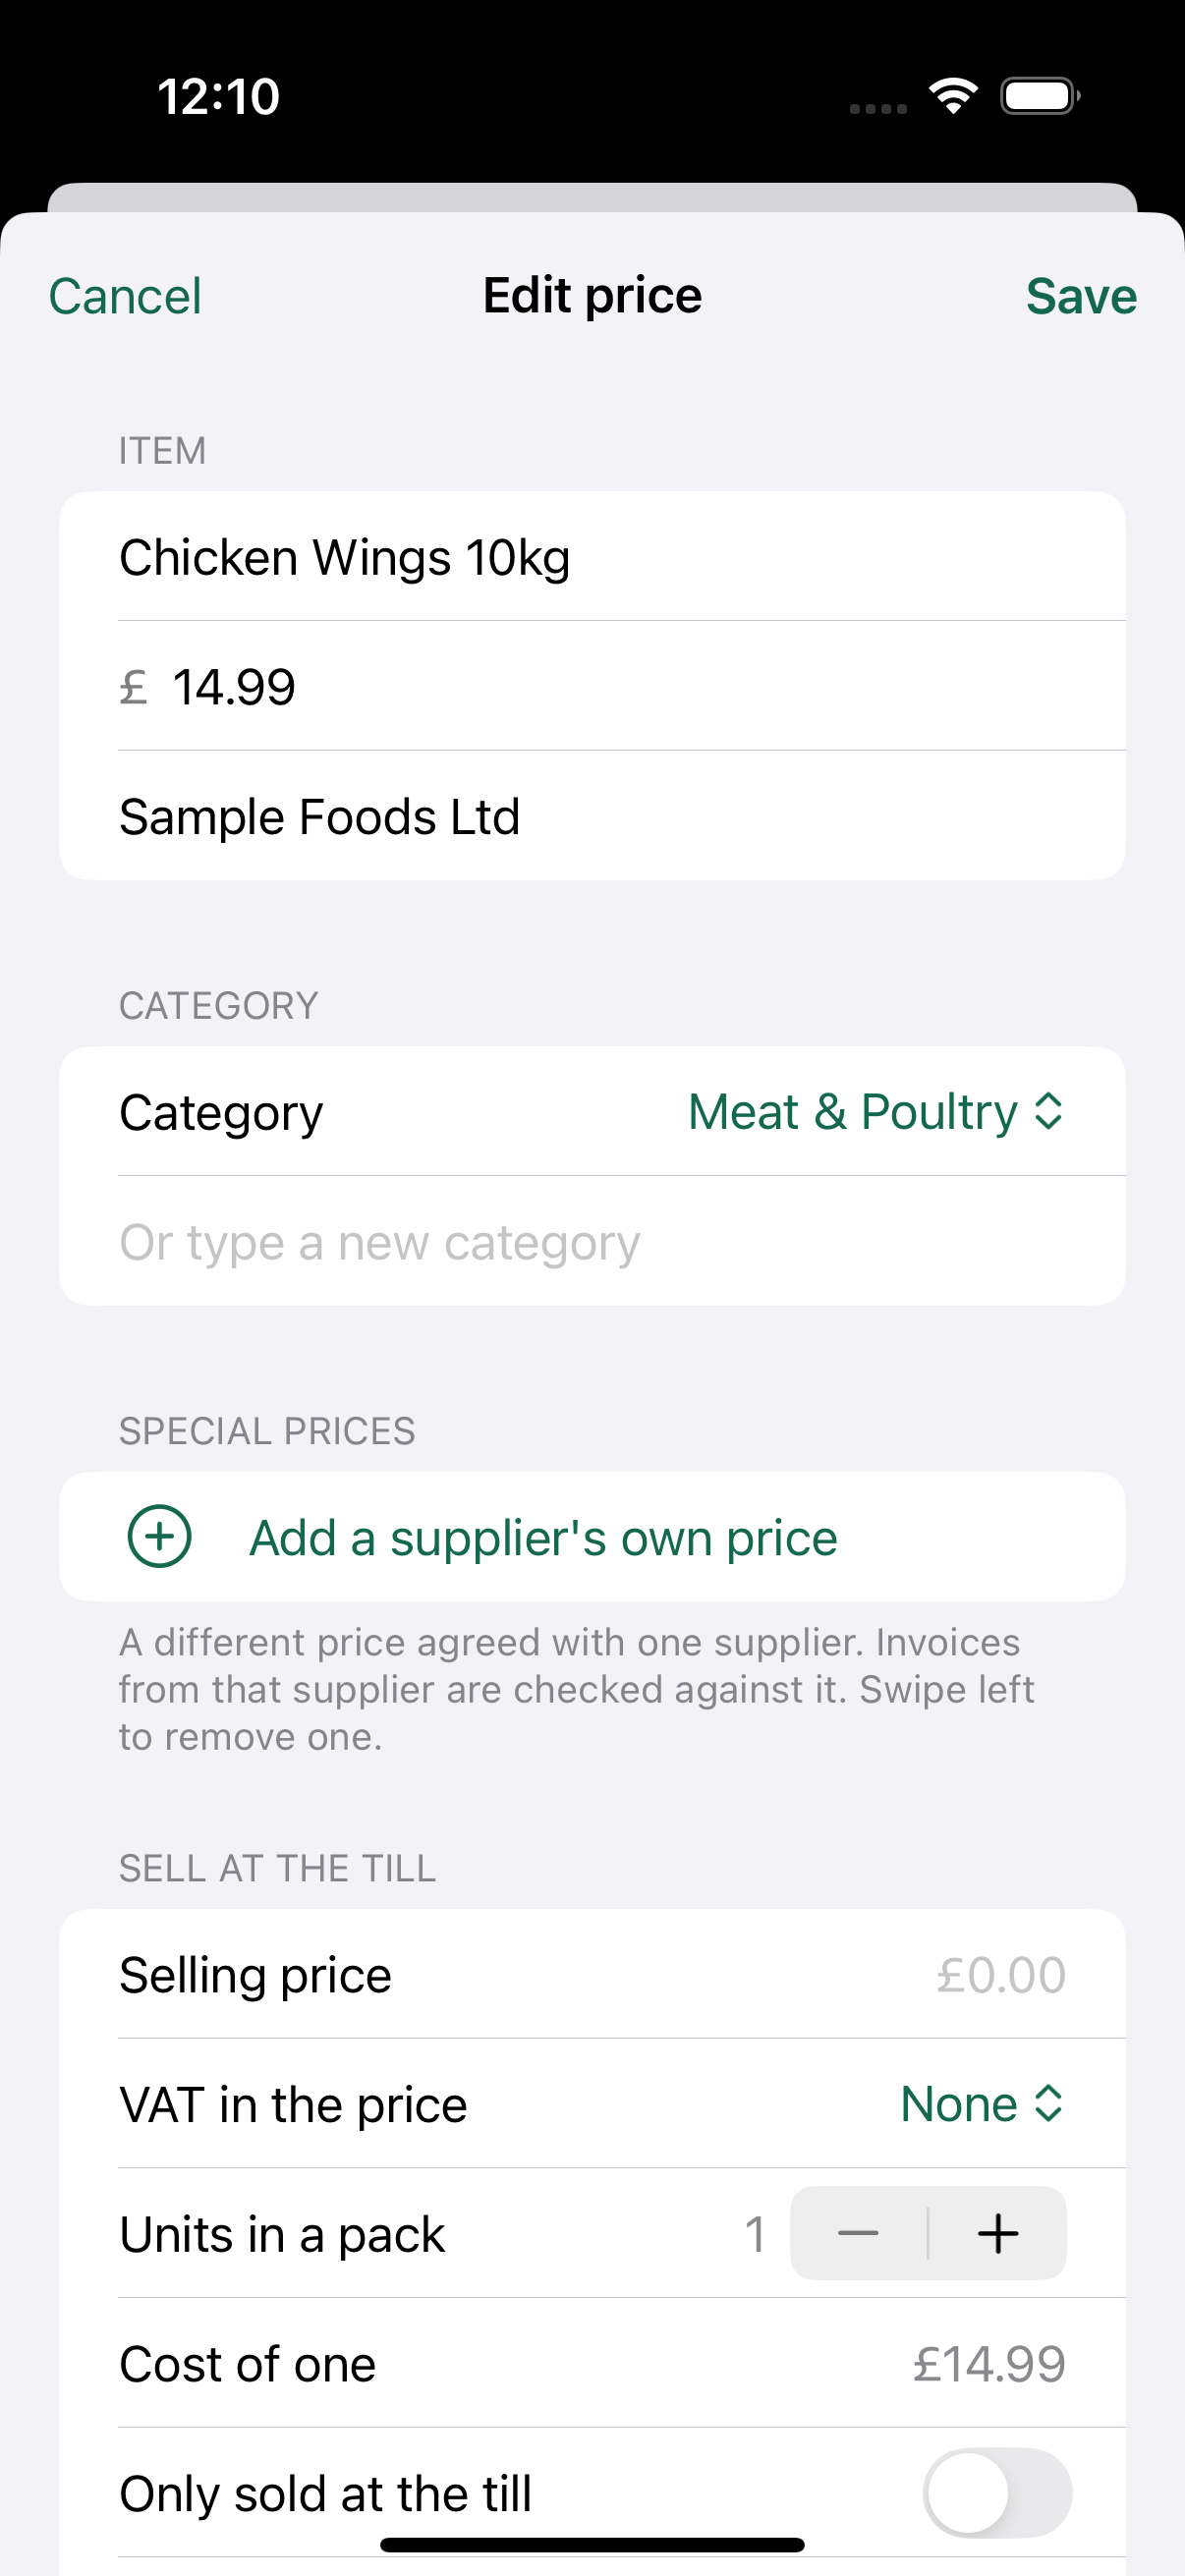 12:10
Cancel
Edit price
Save
ITEM
Chicken Wings 10kg
£ 14.99
Sample Foods Ltd
CATEGORY
Category
Meat & Poultry
Or type a new category
SPECIAL PRICES
Add a supplier's own price
A different price agreed with one supplier. Invoices
from that supplier are checked against it. Swipe left
to remove one.
SELL AT THE TILL
Selling price
£0.00
VAT in the price
None
Units in a pack
1
Cost of one
£14.99
Only sold at the till